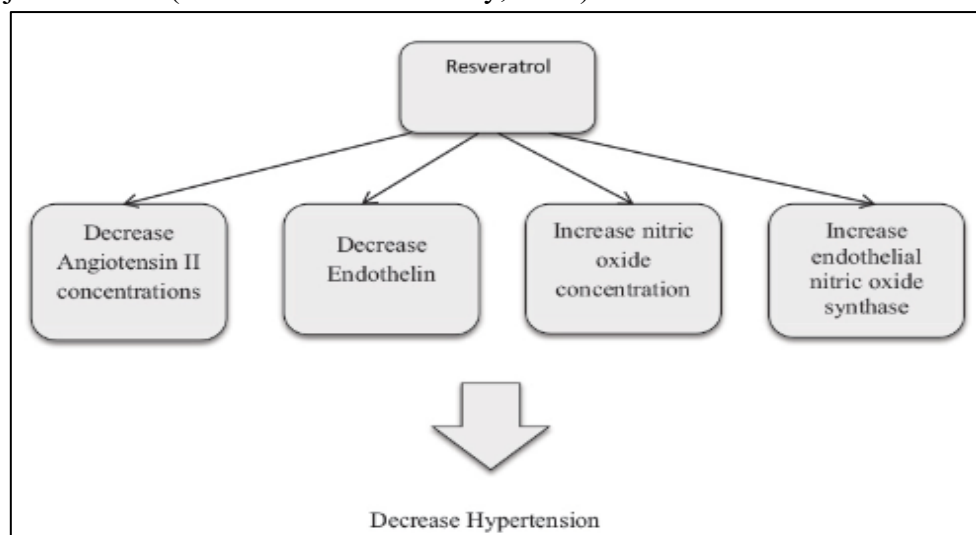 Resveratrol
Decrease
Angiotensin II
concentrations
Decrease
Endothelin
Increase nitric
oxide
concentration
Increase
endothelial
nitric oxide
synthase
Decrease Hypertension